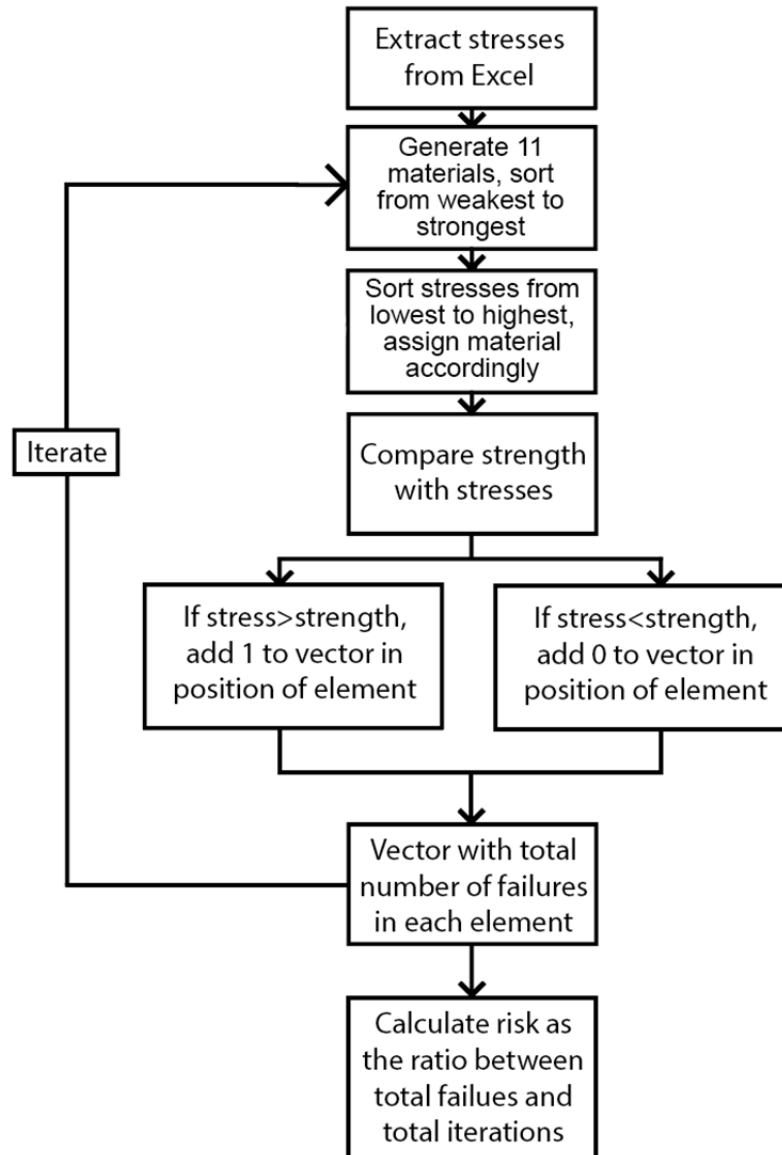 Extract stresses
from Excel
Generate 11
materials, sort
from weakest to
strongest
Sort stresses from
lowest to highest,
assign material
accordingly
Iterate
Compare strength
with stresses
If stress>strength,
add 1 to vector in
position of element
If stress<strength,
add 0 to vector in
position of element
Vector with total
number of failures
in each element
Calculate risk as
the ratio between
total failues and
total iterations